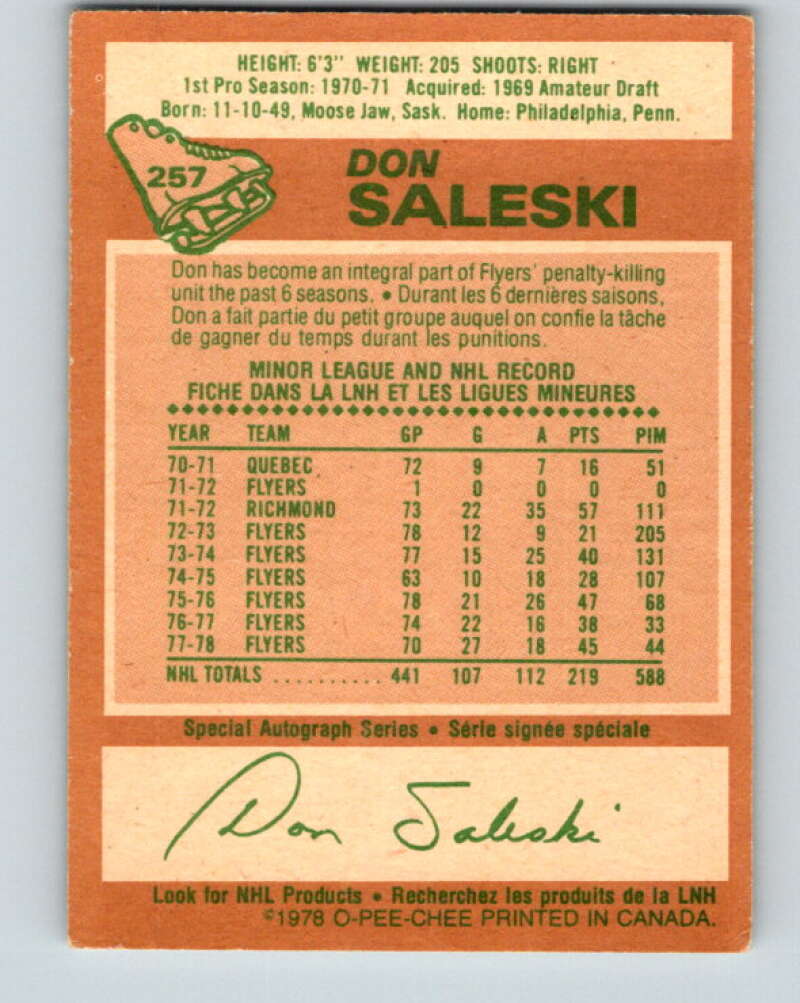 HEIGHT: 6'3" WEIGHT: 205 SHOOTS: RIGHT
1st Pro Season: 1970-71 Acquired: 1969 Amateur Draft
Born: 11-10-49, Moose Jaw, Sask. Home: Philadelphia, Penn.
257
DON
SALESKI
Don has become an integral part of Flyers' penalty-killing
unit the past 6 seasons. • Durant les 6 dernières saisons,
Don a fait partie du petit groupe auquel on confie la tâche
de gagner du temps durant les punitions.
MINOR LEAGUE AND NHL RECORD
FICHE DANS LA LNH ET LES LIGUES MINEURES
YEAR TEAM GP G A PTS PIM
70-71 QUEBEC 72 9 7 16 51
71-72 FLYERS 1 0 0 0 0
71-72 RICHMOND 73 22 35 57 111
72-73 FLYERS 78 12 9 21 205
73-74 FLYERS 77 15 25 40 131
74-75 FLYERS 63 10 18 28 107
75-76 FLYERS 78 21 26 47 68
76-77 FLYERS 74 22 16 38 33
77-78 FLYERS 70 27 18 45 44
NHL TOTALS .......... 441 107 112 219 588
Special Autograph Series • Série signée spéciale
Don Saleski
Look for NHL Products • Recherchez les produits de la LNH
©1978 O-PEE-CHEE PRINTED IN CANADA.